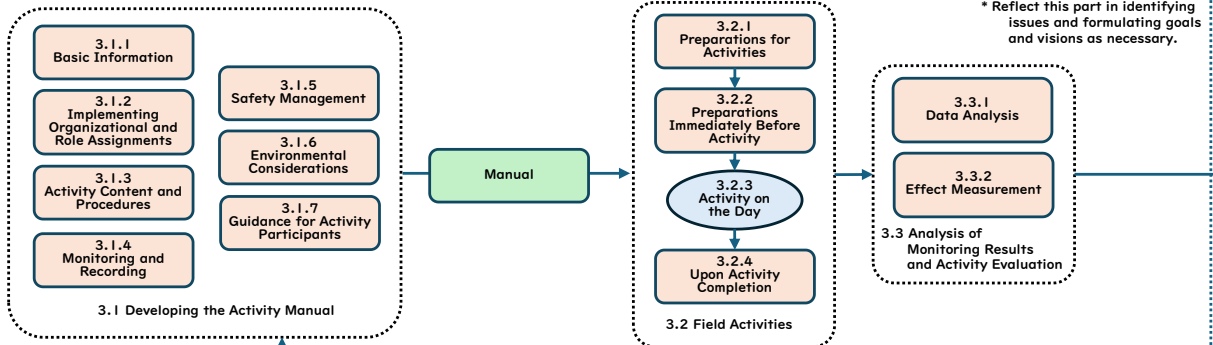 3.1.1
Basic Information
3.1.2
Implementing
Organizational and
Role Assignments
3.1.3
Activity Content and
Procedures
3.1.4
Monitoring and
Recording
3.1.5
Safety Management
3.1.6
Environmental
Considerations
3.1.7
Guidance for Activity
Participants
3.1 Developing the Activity Manual
Manual
3.2.1
Preparations for
Activities
3.2.2
Preparations
Immediately Before
Activity
3.2.3
Activity on
the Day
3.2.4
Upon Activity
Completion
3.2 Field Activities
* Reflect this part in identifying
issues and formulating goals
and visions as necessary.
3.3.1
Data Analysis
3.3.2
Effect Measurement
3.3 Analysis of
Monitoring Results
and Activity Evaluation